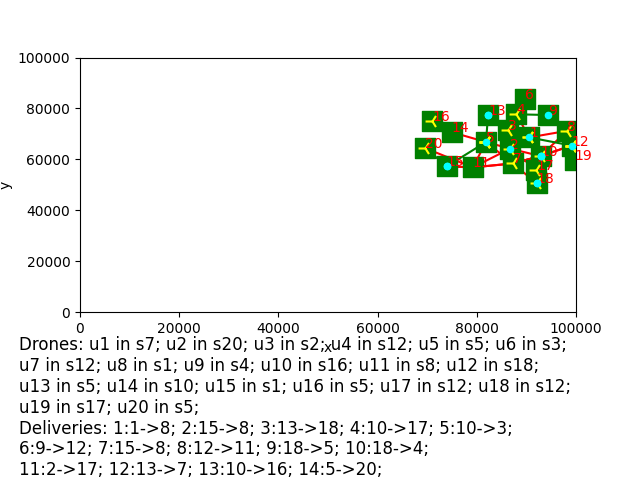 100000
80000
60000
40000
20000
0
y
0 20000 40000 60000 80000 100000
x
16
14
10
13
12
19
Drones: u1 in s7; u2 in s20; u3 in s2; u4 in s12; u5 in s5; u6 in s3;
u7 in s12; u8 in s1; u9 in s4; u10 in s16; u11 in s8; u12 in s18;
u13 in s5; u14 in s10; u15 in s1; u16 in s5; u17 in s12; u18 in s12;
u19 in s17; u20 in s5;
Deliveries: 1:1->8; 2:15->8; 3:13->18; 4:10->17; 5:10->3;
6:9->12; 7:15->8; 8:12->11; 9:18->5; 10:18->4;
11:2->17; 12:13->7; 13:10->16; 14:5->20;